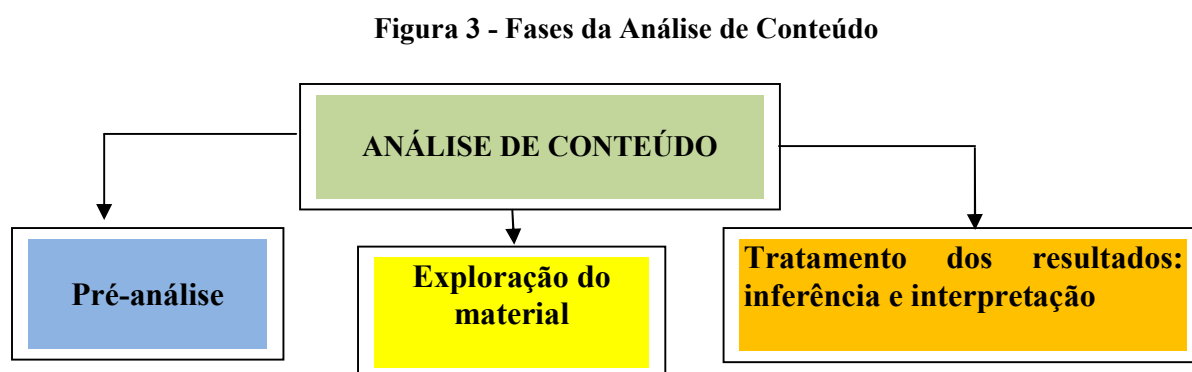 Figura 3 - Fases da Análise de Conteúdo
ANÁLISE DE CONTEÚDO
Pré-análise
Exploração do
material
Tratamento dos resultados:
inferência e interpretação